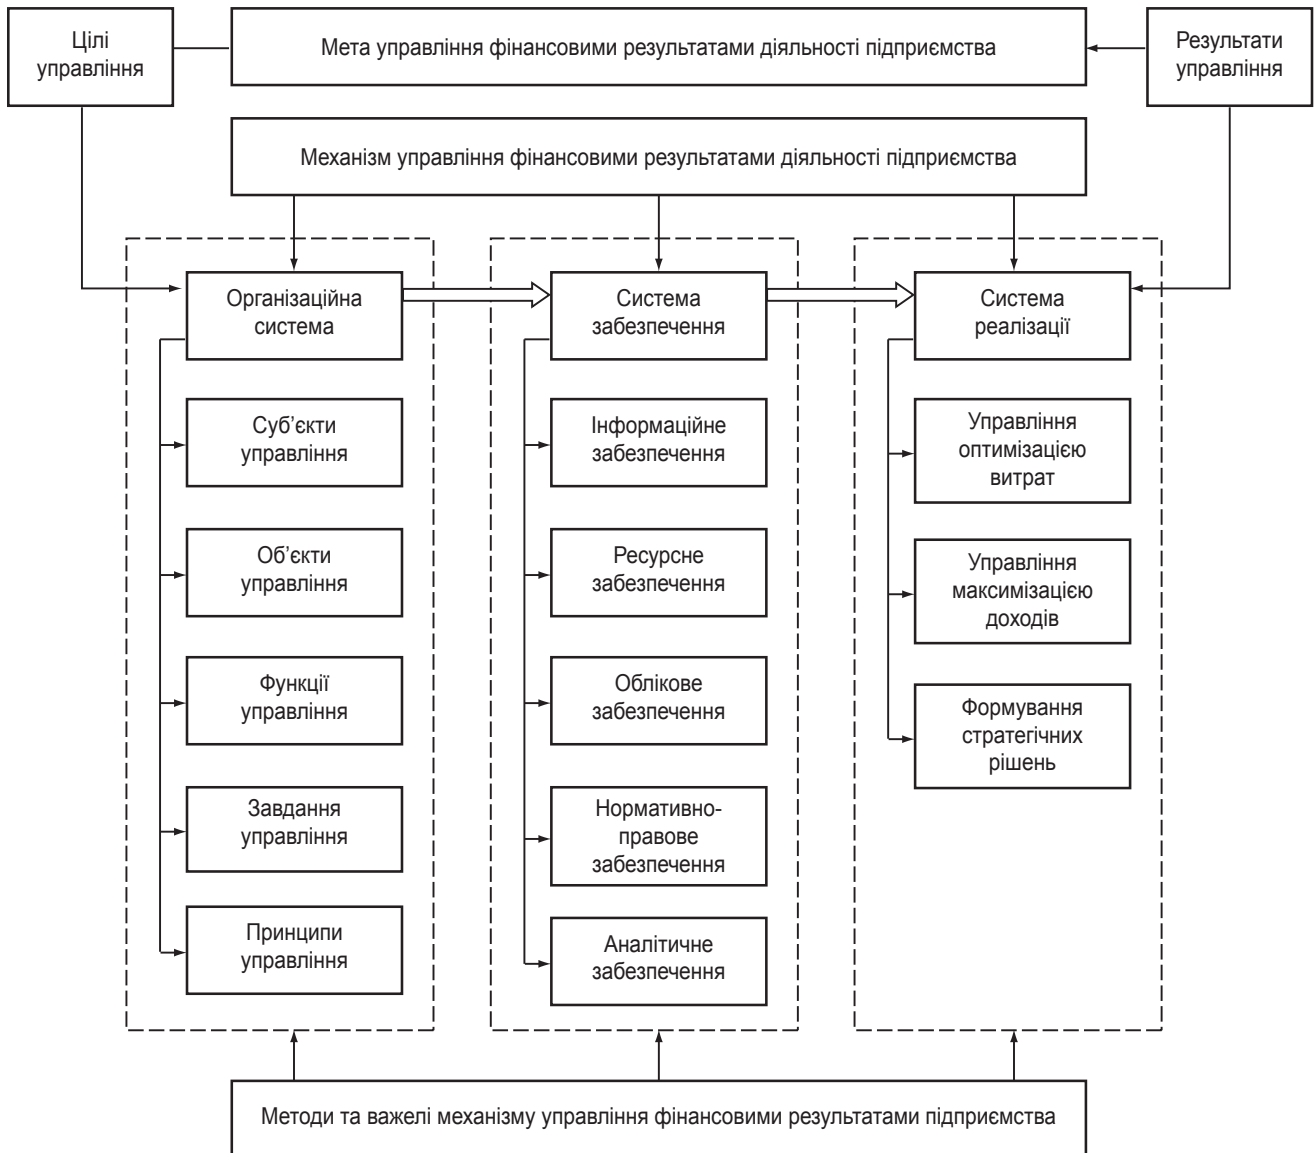 Цілі
управління
Мета управління фінансовими результатами діяльності підприємства
Результати
управління
Механізм управління фінансовими результатами діяльності підприємства
Організаційна
система
Суб’єкти
управління
Об’єкти
управління
Функції
управління
Завдання
управління
Принципи
управління
Система
забезпечення
Інформаційне
забезпечення
Ресурсне
забезпечення
Облікове
забезпечення
Нормативно-
правове
забезпечення
Аналітичне
забезпечення
Система
реалізації
Управління
оптимізацією
витрат
Управління
максимізацією
доходів
Формування
стратегічних
рішень
Методи та важелі механізму управління фінансовими результатами підприємства